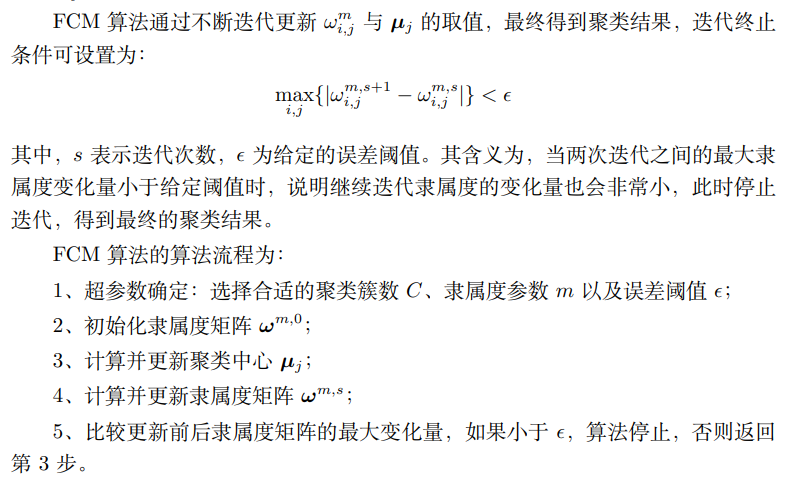 FCM 算法通过不断迭代更新 ω_{i,j}^{m} 与 μ_j 的取值，最终得到聚类结果，迭代终止
条件可设置为：
max_{i,j}{|ω_{i,j}^{m,s+1} − ω_{i,j}^{m,s}|} < ϵ
其中，s 表示迭代次数，ϵ 为给定的误差阈值。其含义为，当两次迭代之间的最大隶
属度变化量小于给定阈值时，说明继续迭代隶属度的变化量也会非常小，此时停止
迭代，得到最终的聚类结果。
FCM 算法的算法流程为：
1、超参数确定：选择合适的聚类簇数 C、隶属度参数 m 以及误差阈值 ϵ；
2、初始化隶属度矩阵 ω^{m,0}；
3、计算并更新聚类中心 μ_j；
4、计算并更新隶属度矩阵 ω^{m,s}；
5、比较更新前后隶属度矩阵的最大变化量，如果小于 ϵ，算法停止，否则返回
第 3 步。